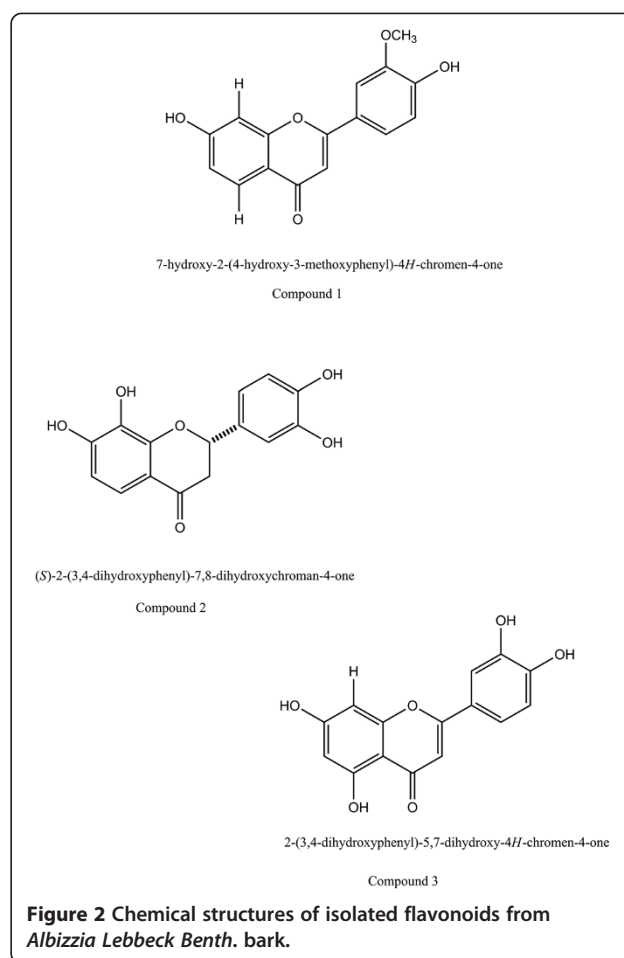 OCH₃
OH
H
HO
O
H
O
7-hydroxy-2-(4-hydroxy-3-methoxyphenyl)-4H-chromen-4-one
Compound 1
OH
OH
HO
O
OH
O
(S)-2-(3,4-dihydroxyphenyl)-7,8-dihydroxychroman-4-one
Compound 2
OH
OH
H
HO
O
OH
O
2-(3,4-dihydroxyphenyl)-5,7-dihydroxy-4H-chromen-4-one
Compound 3
Figure 2 Chemical structures of isolated flavonoids from
Albizzia Lebbeck Benth. bark.